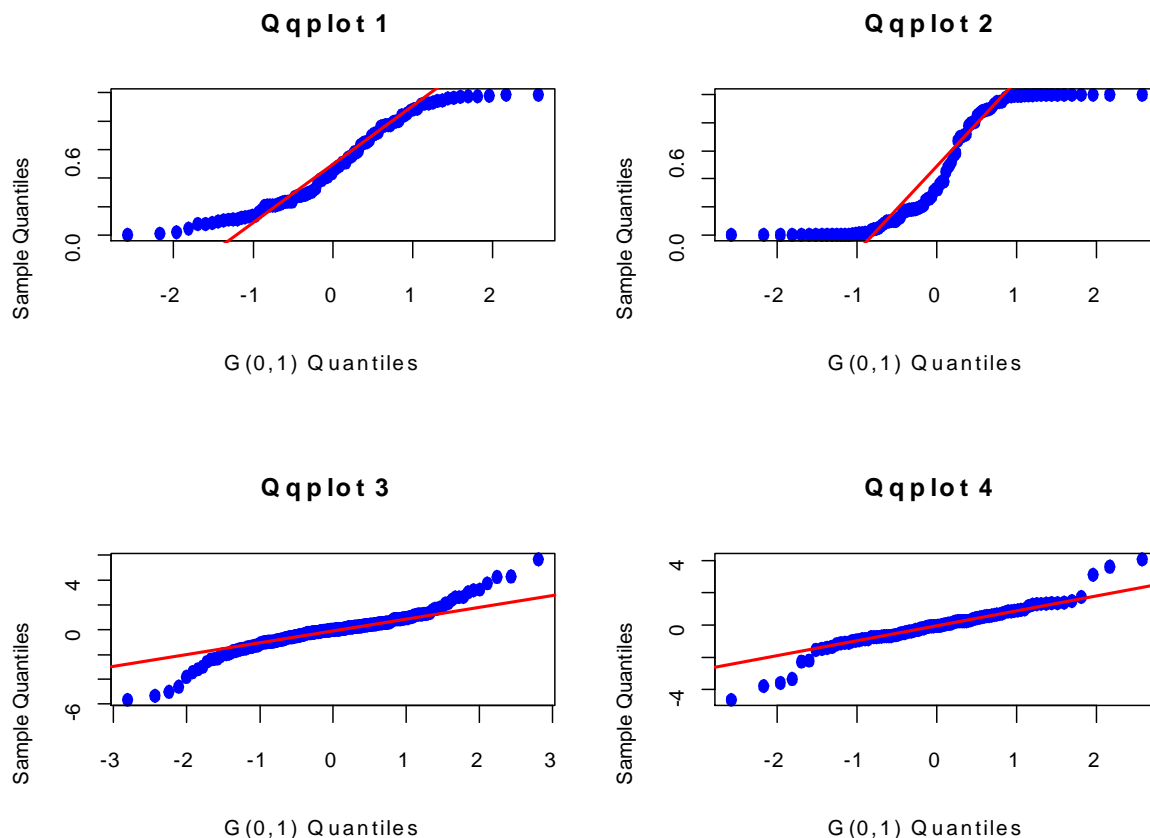 Qqplot 1
Sample Quantiles
0.0 0.6
-2 -1 0 1 2
G(0,1) Quantiles
Qqplot 2
Sample Quantiles
0.0 0.6
-2 -1 0 1 2
G(0,1) Quantiles
Qqplot 3
Sample Quantiles
-6 0 4
-3 -2 -1 0 1 2 3
G(0,1) Quantiles
Qqplot 4
Sample Quantiles
-4 0 4
-2 -1 0 1 2
G(0,1) Quantiles